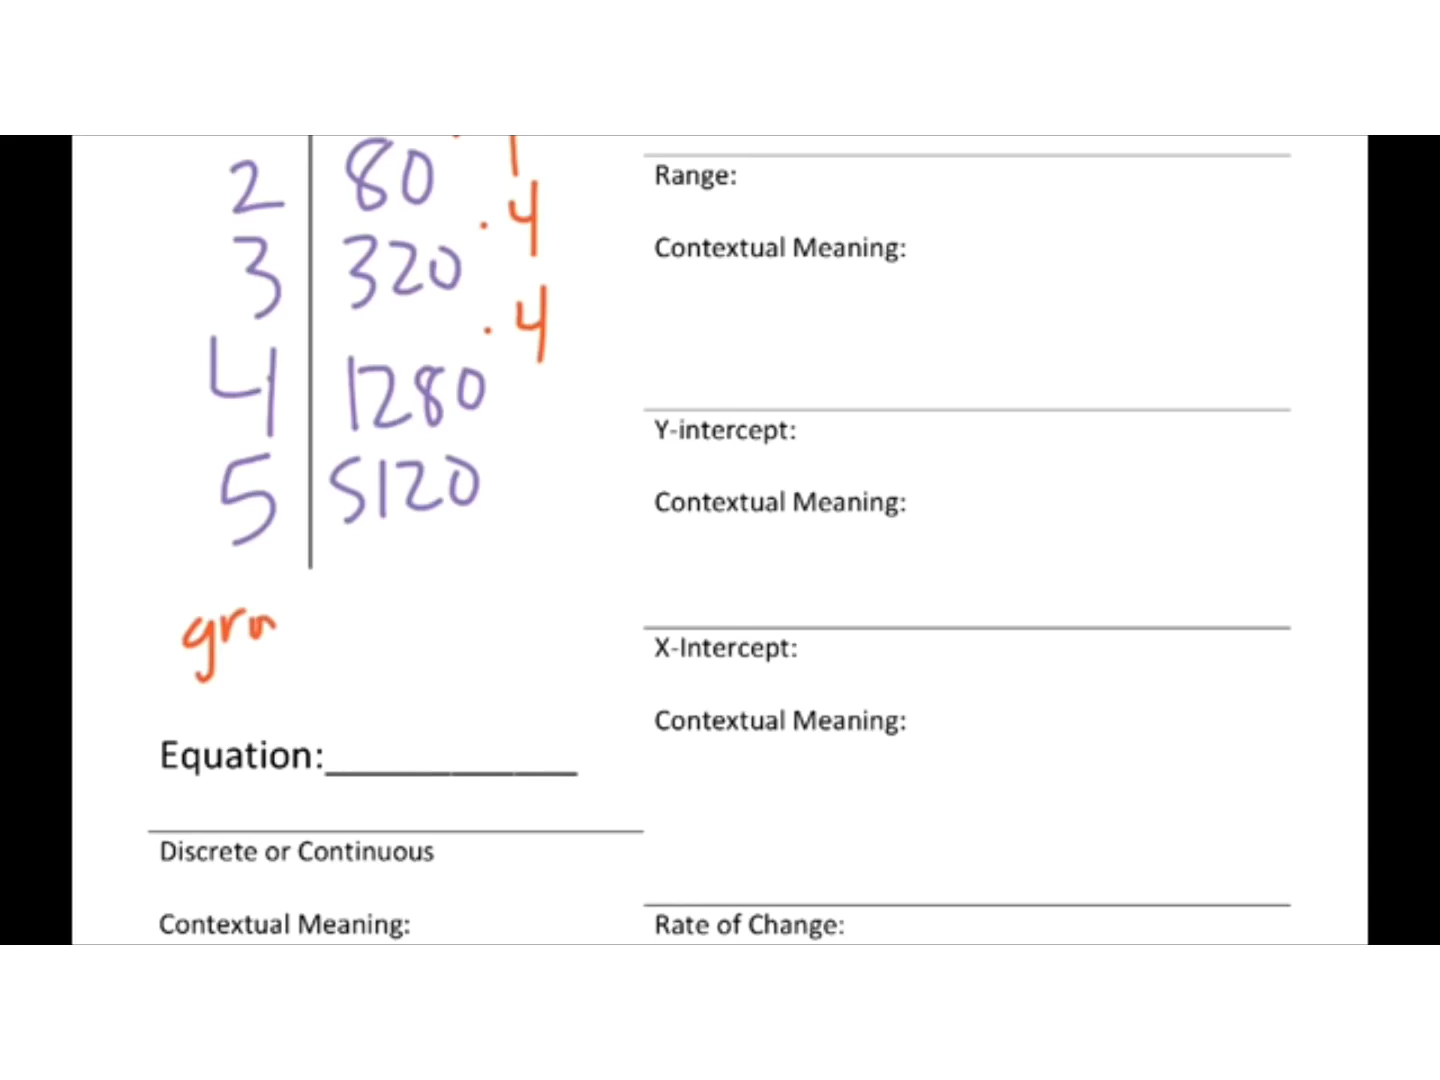 2 80
· 4
3 320
· 4
4 1280
5 5120
gro
Equation:
Discrete or Continuous
Contextual Meaning:
Range:
Contextual Meaning:
Y-intercept:
Contextual Meaning:
X-Intercept:
Contextual Meaning:
Rate of Change: